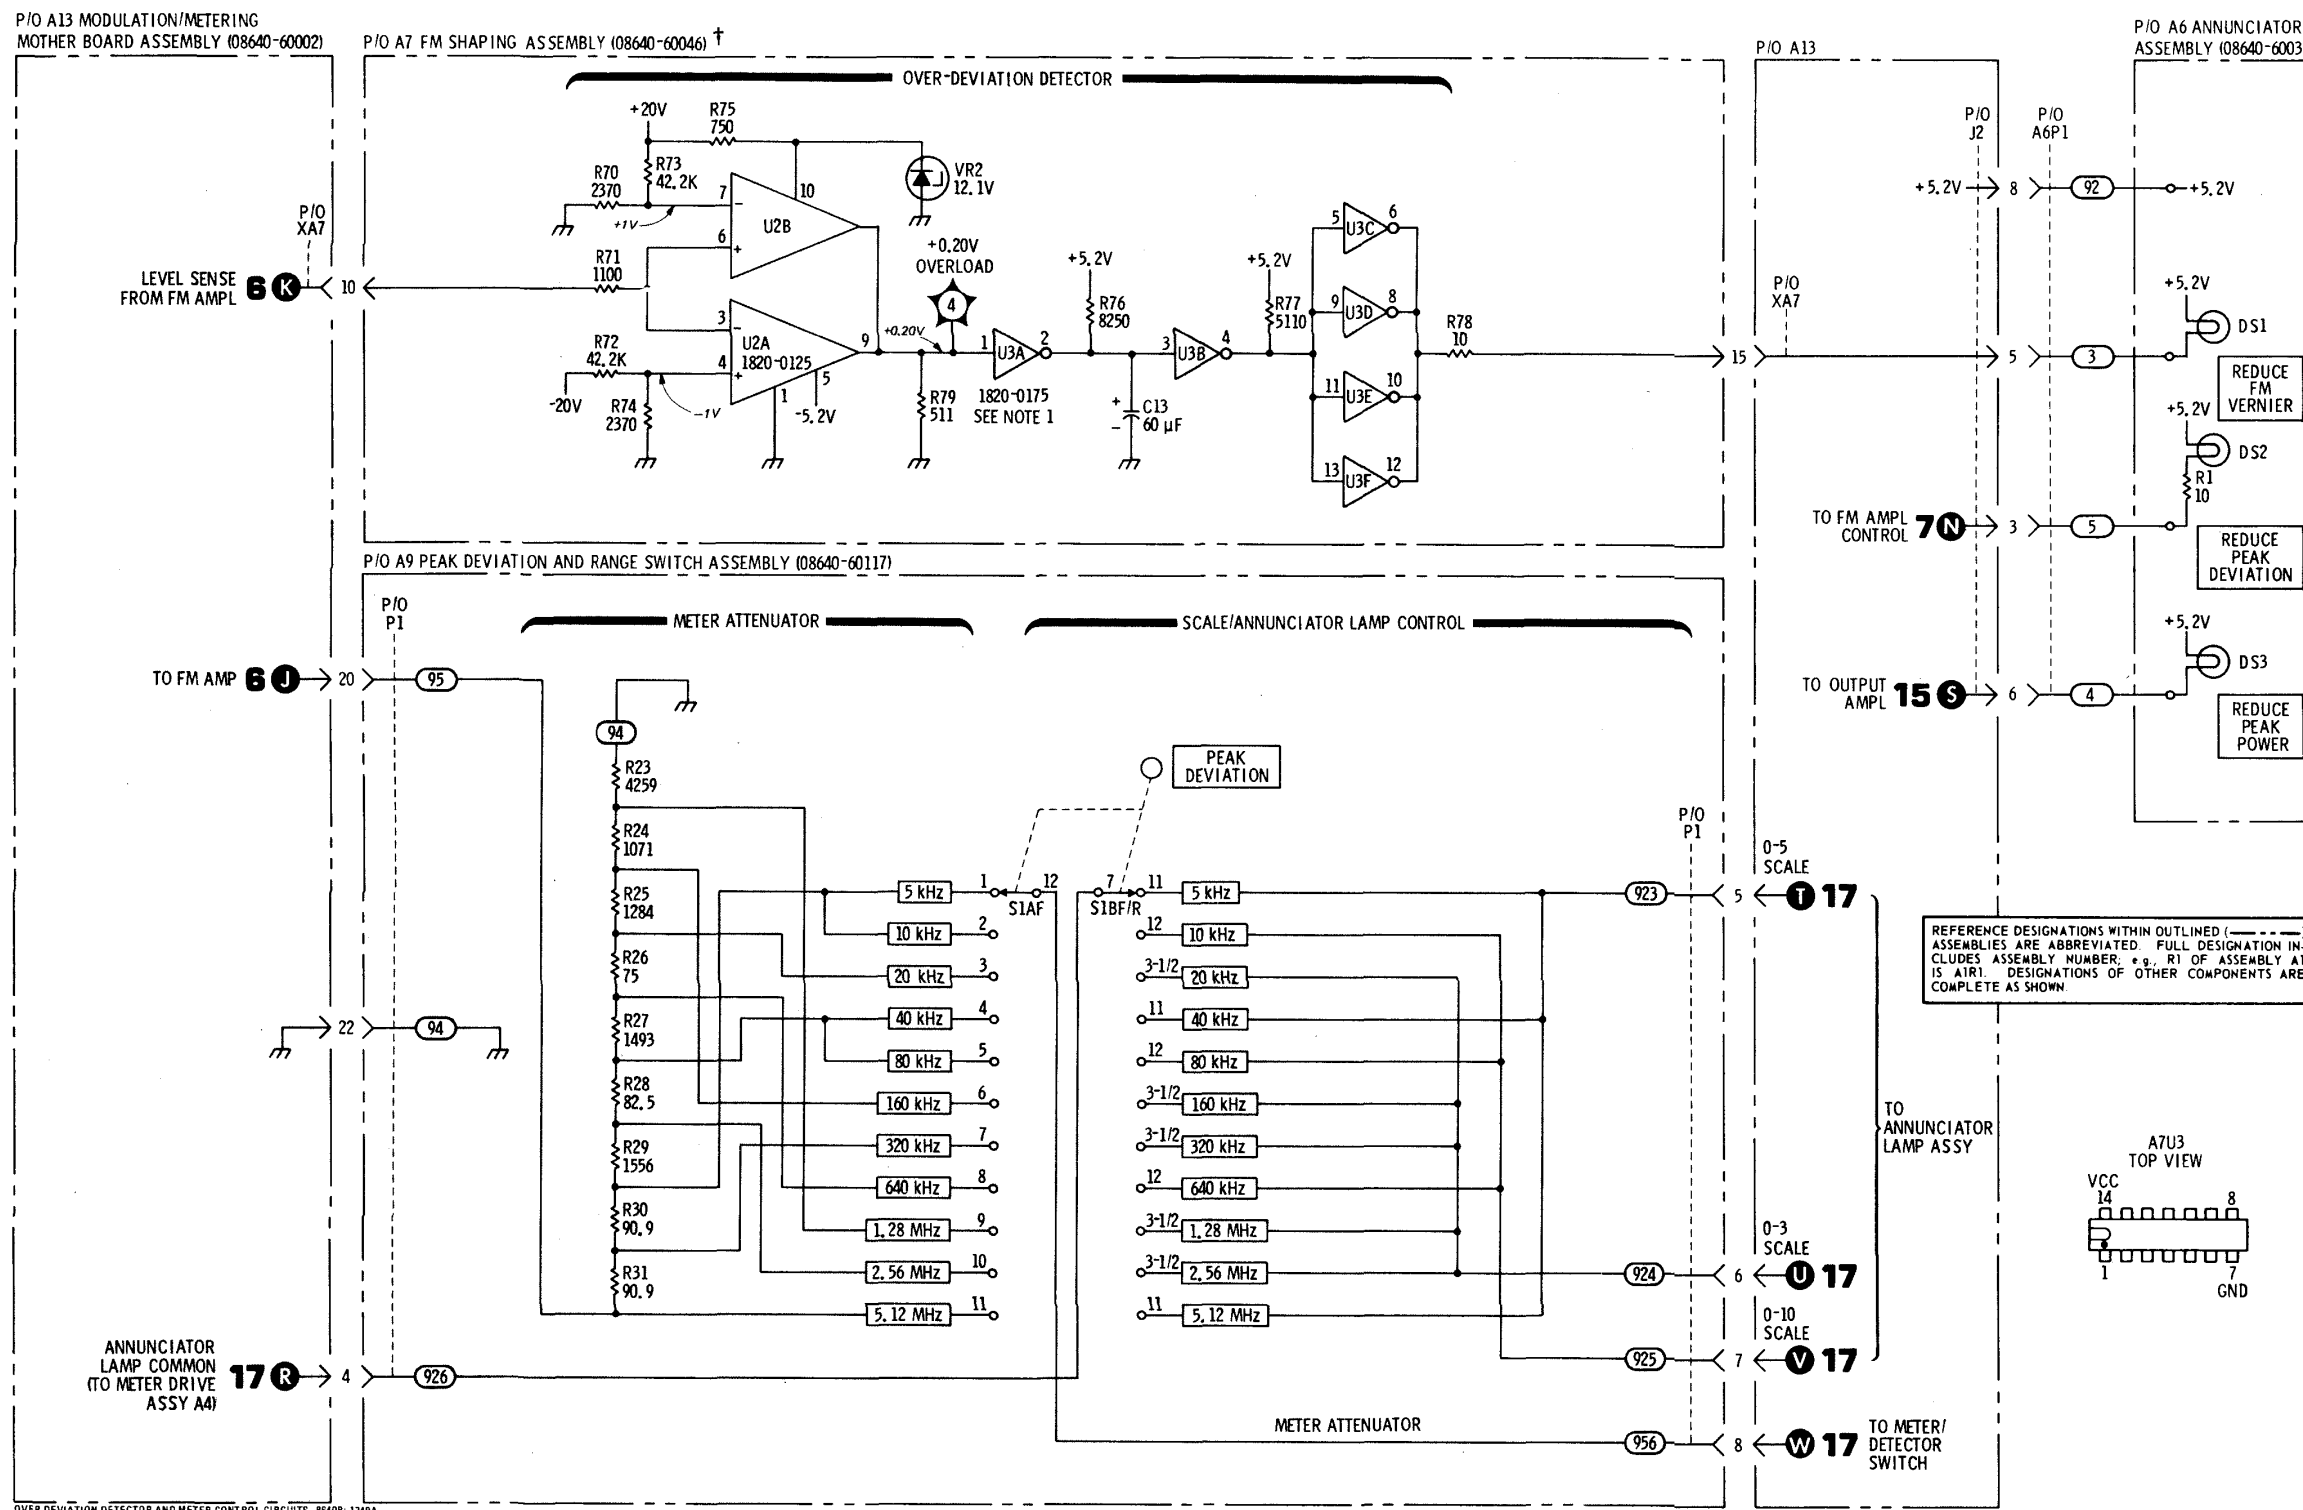 P/O A13 MODULATION/METERING
MOTHER BOARD ASSEMBLY (08640-60002)
P/O A7 FM SHAPING ASSEMBLY (08640-60046) †
P/O A13
P/O A6 ANNUNCIATOR
ASSEMBLY (08640-6003
OVER-DEVIATION DETECTOR
+20V
R75
750
R73
42.2K
R70
2370
+1V
7
−
10
U2B
6
+
VR2
12.1V
P/O
XA7
LEVEL SENSE
FROM FM AMPL
6 K
10
R71
1100
3
−
U2A
1820-0125
4
+
9
5
-5.2V
1
R72
42.2K
-20V
R74
2370
-1V
+0.20V
OVERLOAD
4
+0.20V
R79
511
1
U3A
2
1820-0175
SEE NOTE 1
+5.2V
R76
8250
+
−
C13
60 µF
3
U3B
4
+5.2V
R77
5110
5
U3C
6
9
U3D
8
11
U3E
10
13
U3F
12
R78
10
15
P/O
XA7
P/O
J2
P/O
A6P1
+5.2V
8
92
+5.2V
5
3
+5.2V
DS1
REDUCE
FM
VERNIER
+5.2V
DS2
R1
10
TO FM AMPL
CONTROL
7 N
3
5
REDUCE
PEAK
DEVIATION
+5.2V
DS3
TO OUTPUT
AMPL
15 S
6
4
REDUCE
PEAK
POWER
P/O A9 PEAK DEVIATION AND RANGE SWITCH ASSEMBLY (08640-60117)
P/O
P1
METER ATTENUATOR
SCALE/ANNUNCIATOR LAMP CONTROL
TO FM AMP
6 J
20
95
94
R23
4259
R24
1071
R25
1284
R26
75
R27
1493
R28
82.5
R29
1556
R30
90.9
R31
90.9
22
94
PEAK
DEVIATION
5 kHz
1
12
S1AF
7
11
S1BF/R
5 kHz
10 kHz
2
12
10 kHz
20 kHz
3
3-1/2
20 kHz
40 kHz
4
11
40 kHz
80 kHz
5
12
80 kHz
160 kHz
6
3-1/2
160 kHz
320 kHz
7
3-1/2
320 kHz
640 kHz
8
12
640 kHz
1.28 MHz
9
3-1/2
1.28 MHz
2.56 MHz
10
3-1/2
2.56 MHz
5.12 MHz
11
11
5.12 MHz
P/O
P1
0-5
SCALE
923
5
T 17
0-3
SCALE
924
6
U 17
0-10
SCALE
925
7
V 17
TO
ANNUNCIATOR
LAMP ASSY
ANNUNCIATOR
LAMP COMMON
(TO METER DRIVE
ASSY A4)
17 R
4
926
METER ATTENUATOR
956
8
W 17
TO METER/
DETECTOR
SWITCH
REFERENCE DESIGNATIONS WITHIN OUTLINED (— - - —
ASSEMBLIES ARE ABBREVIATED. FULL DESIGNATION IN-
CLUDES ASSEMBLY NUMBER; e.g., R1 OF ASSEMBLY A1
IS A1R1. DESIGNATIONS OF OTHER COMPONENTS ARE
COMPLETE AS SHOWN.
A7U3
TOP VIEW
VCC
14
8
1
7
GND
OVER DEVIATION DETECTOR AND METER CONTROL CIRCUITS